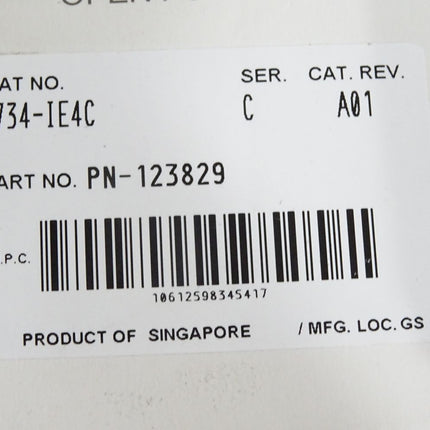 AT NO. SER. CAT. REV.
734-IE4C C A01
ART NO. PN-123829
.P.C.
10612598345417
PRODUCT OF SINGAPORE / MFG. LOC. GS